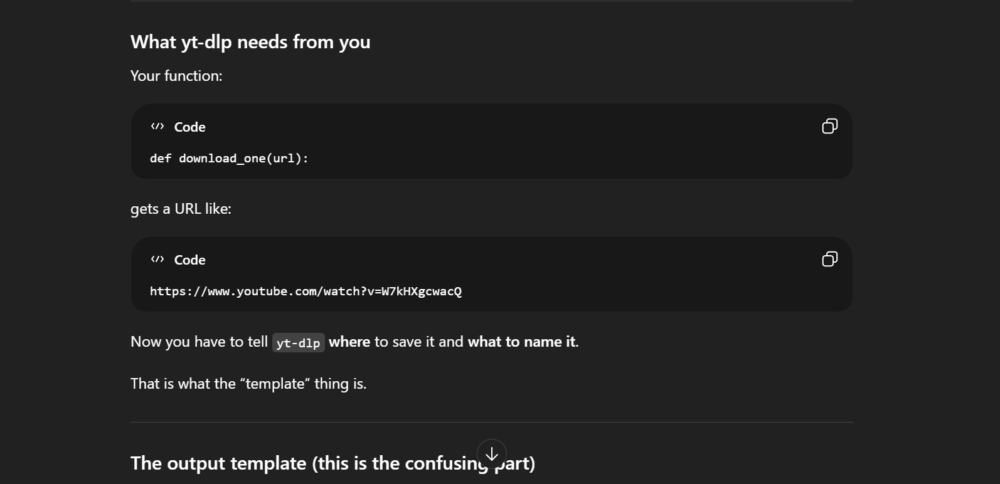 What yt-dlp needs from you
Your function:
Code
def download_one(url):
gets a URL like:
Code
https://www.youtube.com/watch?v=W7kHXgcwacQ
Now you have to tell yt-dlp where to save it and what to name it.
That is what the “template” thing is.
The output template (this is the confusing part)